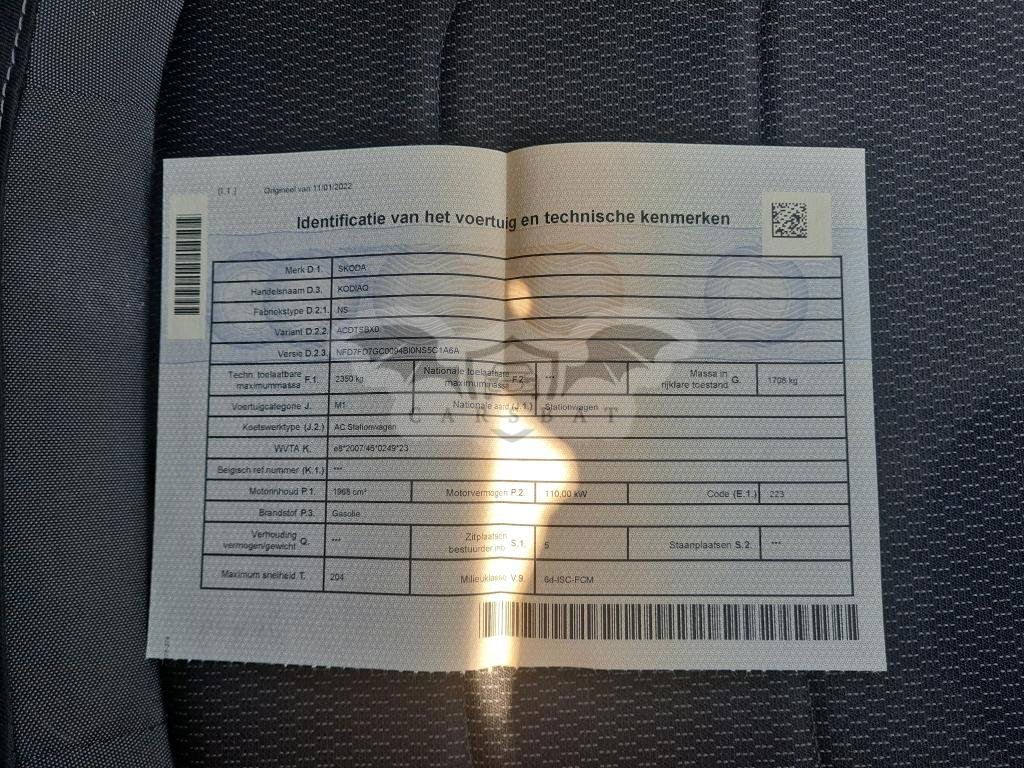 (I.1.) Origineel van 11/01/2022
Identificatie van het voertuig en technische kenmerken
Merk D.1. SKODA
Handelsnaam D.3. KODIAQ
Fabriekstype D.2.1. NS
Variant D.2.2. ACDTSBX0
Versie D.2.3. NFD7FD7GC0094BI0NS5C1A6A
Techn. toelaatbare maximummassa F.1. 2350 kg Nationale toelaatbare maximummassa F.2. *** Massa in rijklare toestand G. 1708 kg
Voertuigcategorie J. M1 Nationale aard (J.1.) Stationwagen
CARSBAT
Koetswerktype (J.2.) AC Stationwagen
WVTA K. e8*2007/46*0249*23
Belgisch ref.nummer (K.1.) ***
Motorinhoud P.1. 1968 cm³ Motorvermogen P.2. 110,00 kW Code (E.1.) 223
Brandstof P.3. Gasolie
Verhouding vermogen/gewicht Q. *** Zitplaatsen bestuurder inb. S.1. 5 Staanplaatsen S.2. ***
Maximum snelheid T. 204 Milieuklasse V.9. 6d-ISC-FCM